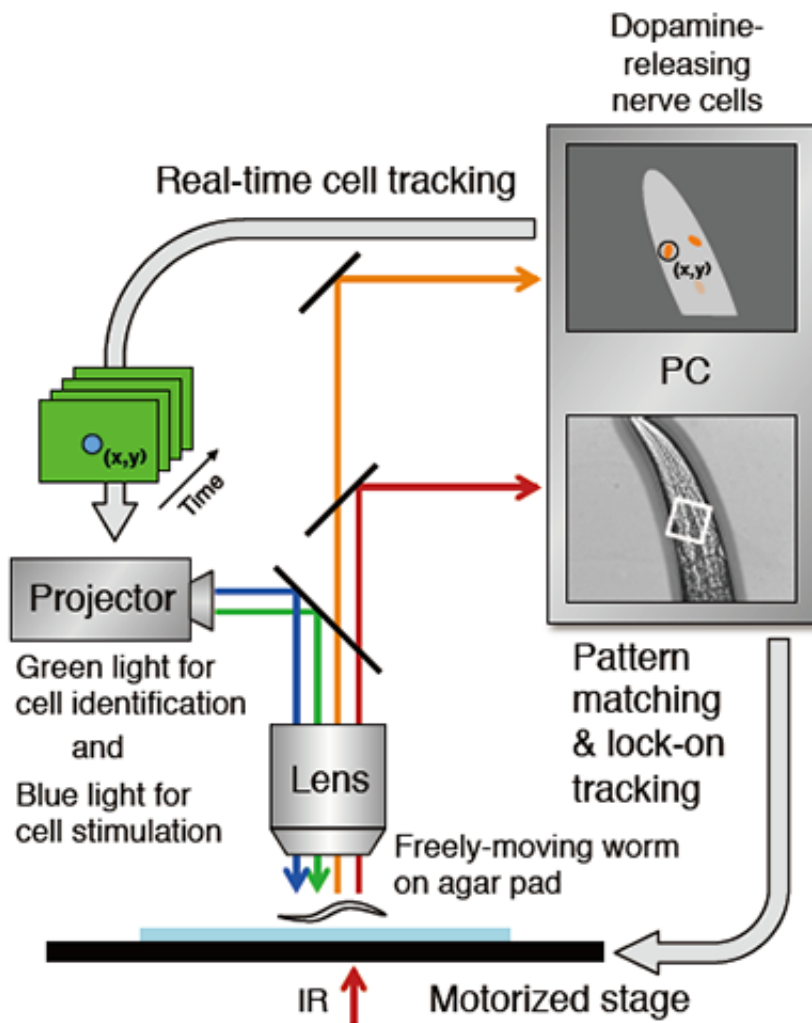 Dopamine-
releasing
nerve cells
Real-time cell tracking
(x,y)
PC
(x,y)
Time
Projector
Green light for
cell identification
and
Blue light for
cell stimulation
Lens
Pattern
matching
& lock-on
tracking
Freely-moving worm
on agar pad
IR
Motorized stage